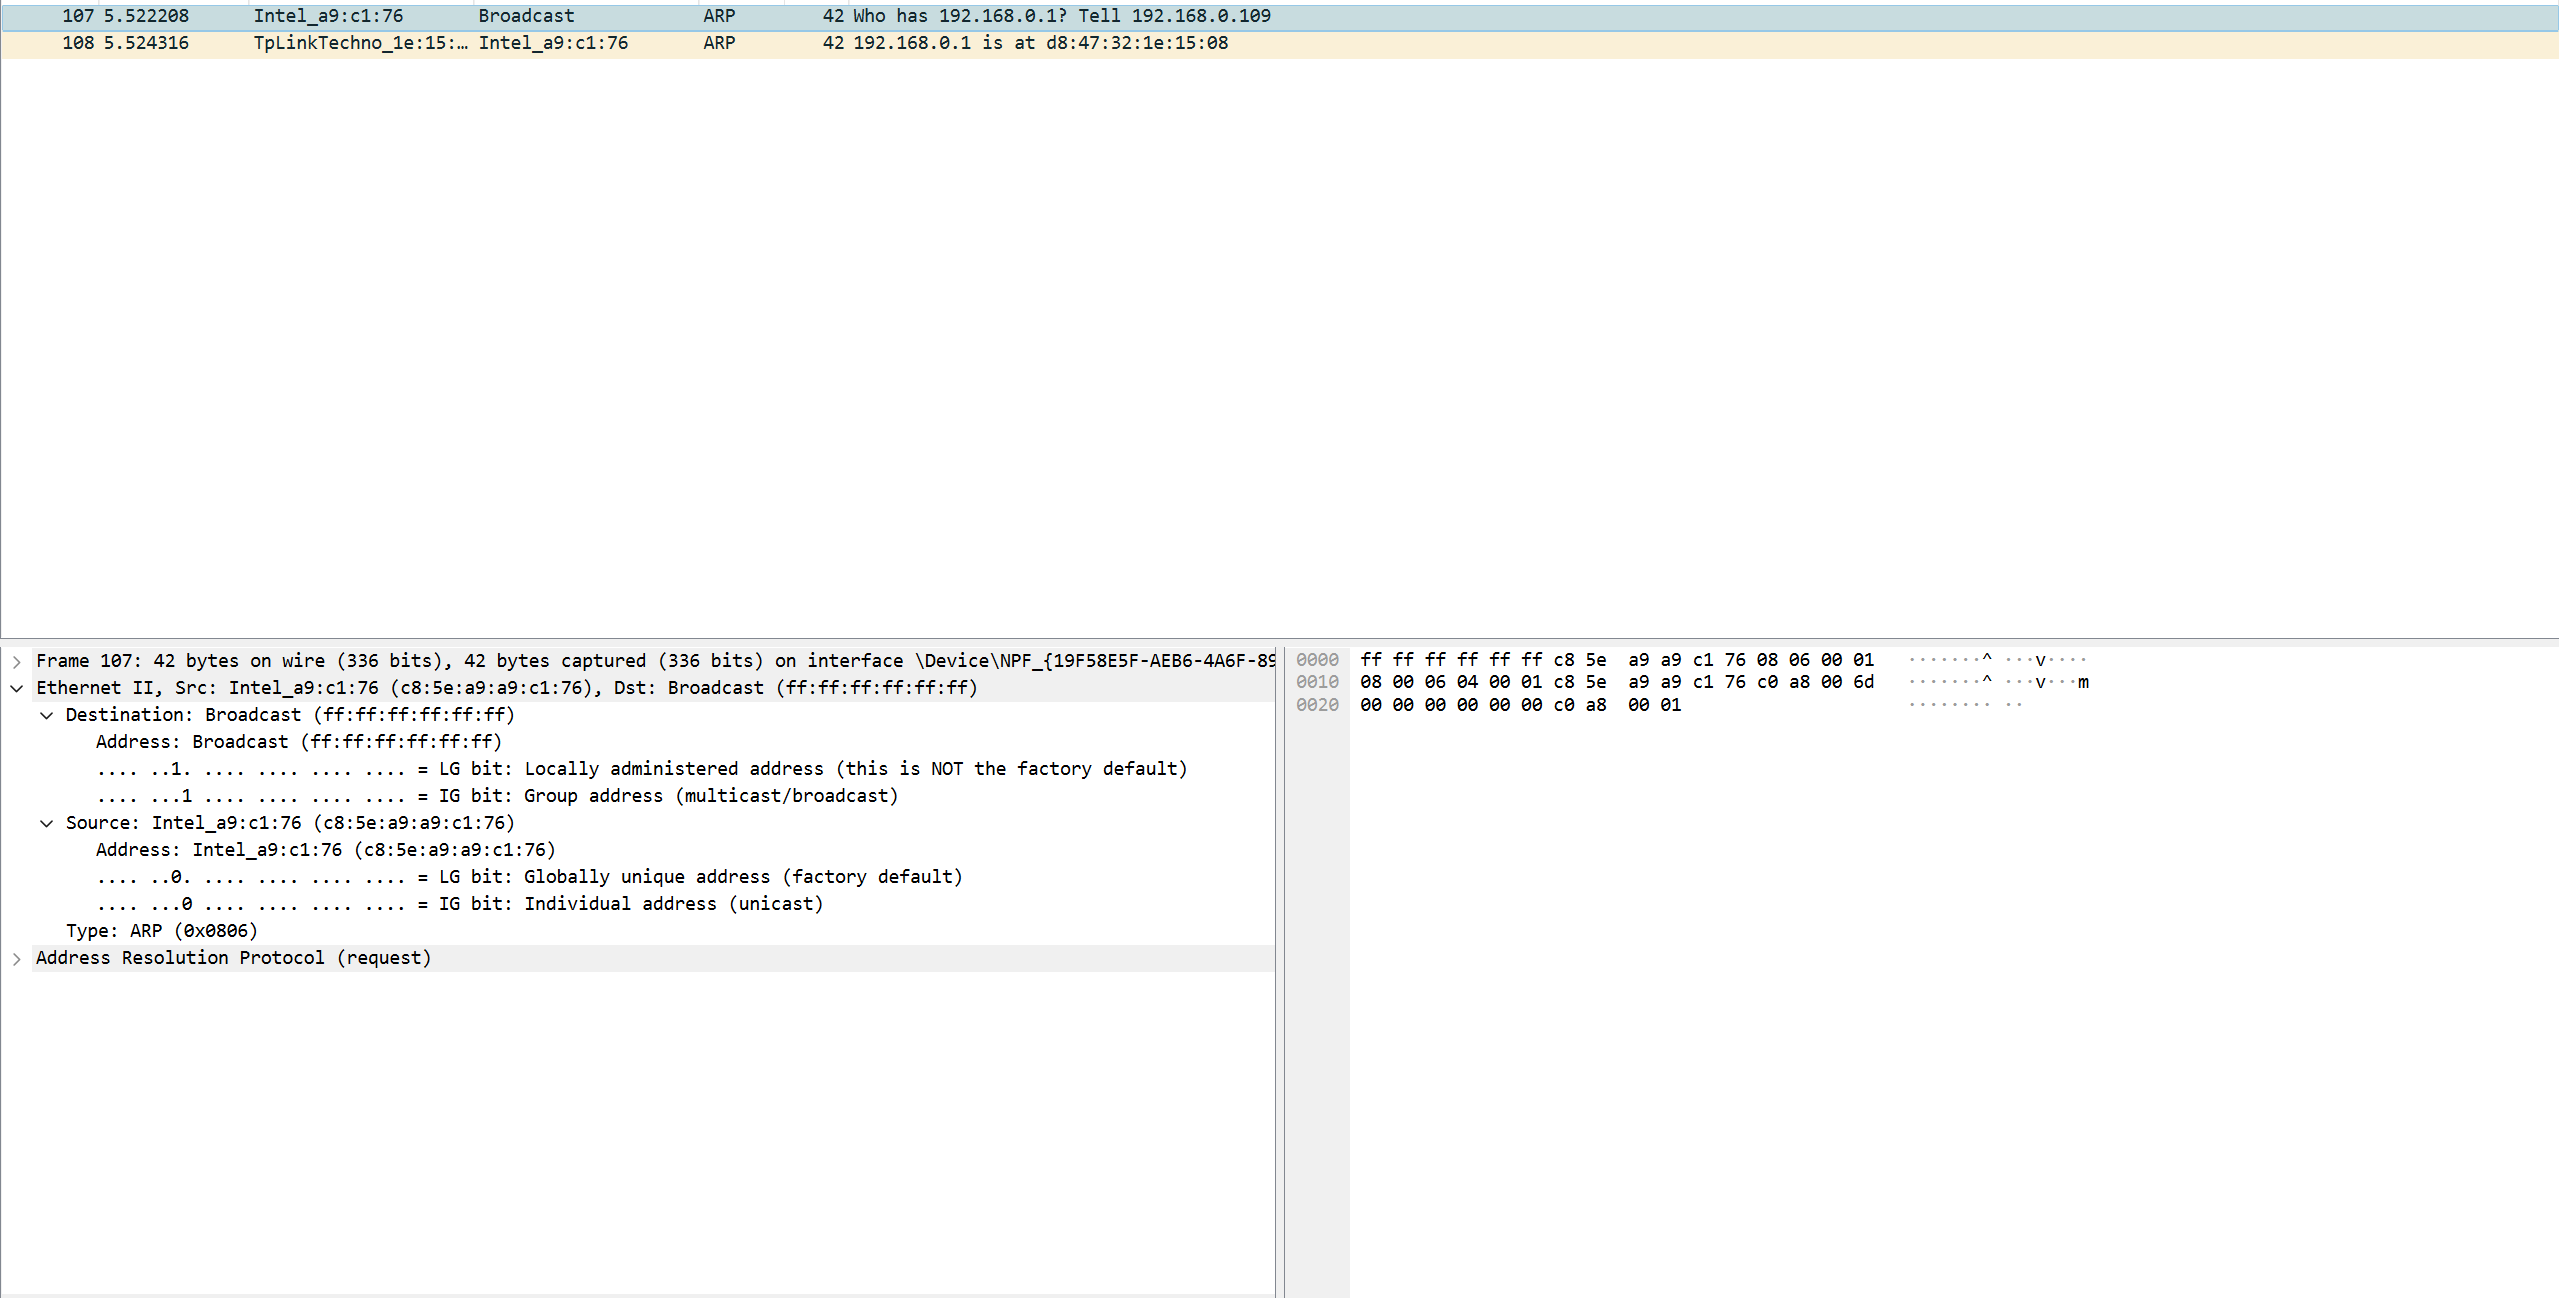 107 5.522208 Intel_a9:c1:76 Broadcast ARP 42 Who has 192.168.0.1? Tell 192.168.0.109
108 5.524316 TpLinkTechno_1e:15:… Intel_a9:c1:76 ARP 42 192.168.0.1 is at d8:47:32:1e:15:08
Frame 107: 42 bytes on wire (336 bits), 42 bytes captured (336 bits) on interface \Device\NPF_{19F58E5F-AEB6-4A6F-89
Ethernet II, Src: Intel_a9:c1:76 (c8:5e:a9:a9:c1:76), Dst: Broadcast (ff:ff:ff:ff:ff:ff)
Destination: Broadcast (ff:ff:ff:ff:ff:ff)
Address: Broadcast (ff:ff:ff:ff:ff:ff)
.... ..1. .... .... .... .... = LG bit: Locally administered address (this is NOT the factory default)
.... ...1 .... .... .... .... = IG bit: Group address (multicast/broadcast)
Source: Intel_a9:c1:76 (c8:5e:a9:a9:c1:76)
Address: Intel_a9:c1:76 (c8:5e:a9:a9:c1:76)
.... ..0. .... .... .... .... = LG bit: Globally unique address (factory default)
.... ...0 .... .... .... .... = IG bit: Individual address (unicast)
Type: ARP (0x0806)
Address Resolution Protocol (request)
0000 ff ff ff ff ff ff c8 5e a9 a9 c1 76 08 06 00 01 ·······^ ···v····
0010 08 00 06 04 00 01 c8 5e a9 a9 c1 76 c0 a8 00 6d ·······^ ···v···m
0020 00 00 00 00 00 00 c0 a8 00 01 ········ ··